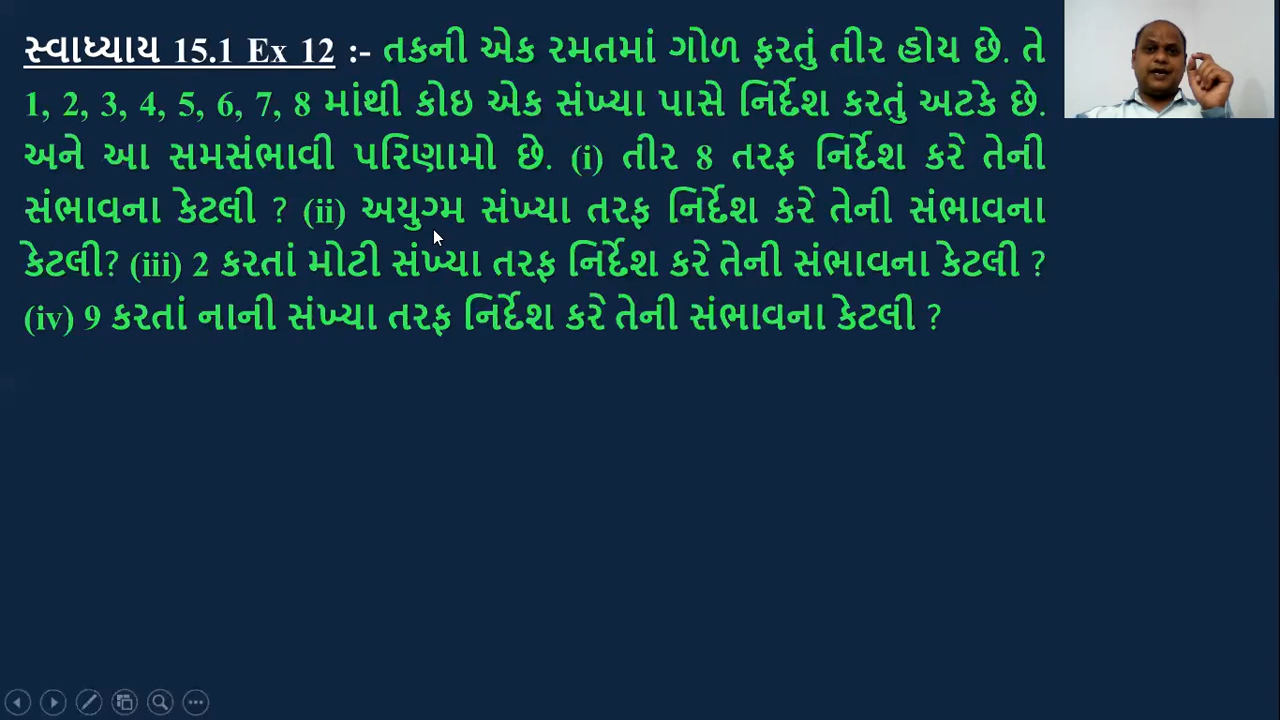 સ્વાધ્યાય 15.1 Ex 12 :- તકની એક રમતમાં ગોળ ફરતું તીર હોય છે. તે
1, 2, 3, 4, 5, 6, 7, 8 માંથી કોઇ એક સંખ્યા પાસે નિર્દેશ કરતું અટકે છે.
અને આ સમસંભાવી પરિણામો છે. (i) તીર 8 તરફ નિર્દેશ કરે તેની
સંભાવના કેટલી ? (ii) અયુગ્મ સંખ્યા તરફ નિર્દેશ કરે તેની સંભાવના
કેટલી? (iii) 2 કરતાં મોટી સંખ્યા તરફ નિર્દેશ કરે તેની સંભાવના કેટલી ?
(iv) 9 કરતાં નાની સંખ્યા તરફ નિર્દેશ કરે તેની સંભાવના કેટલી ?